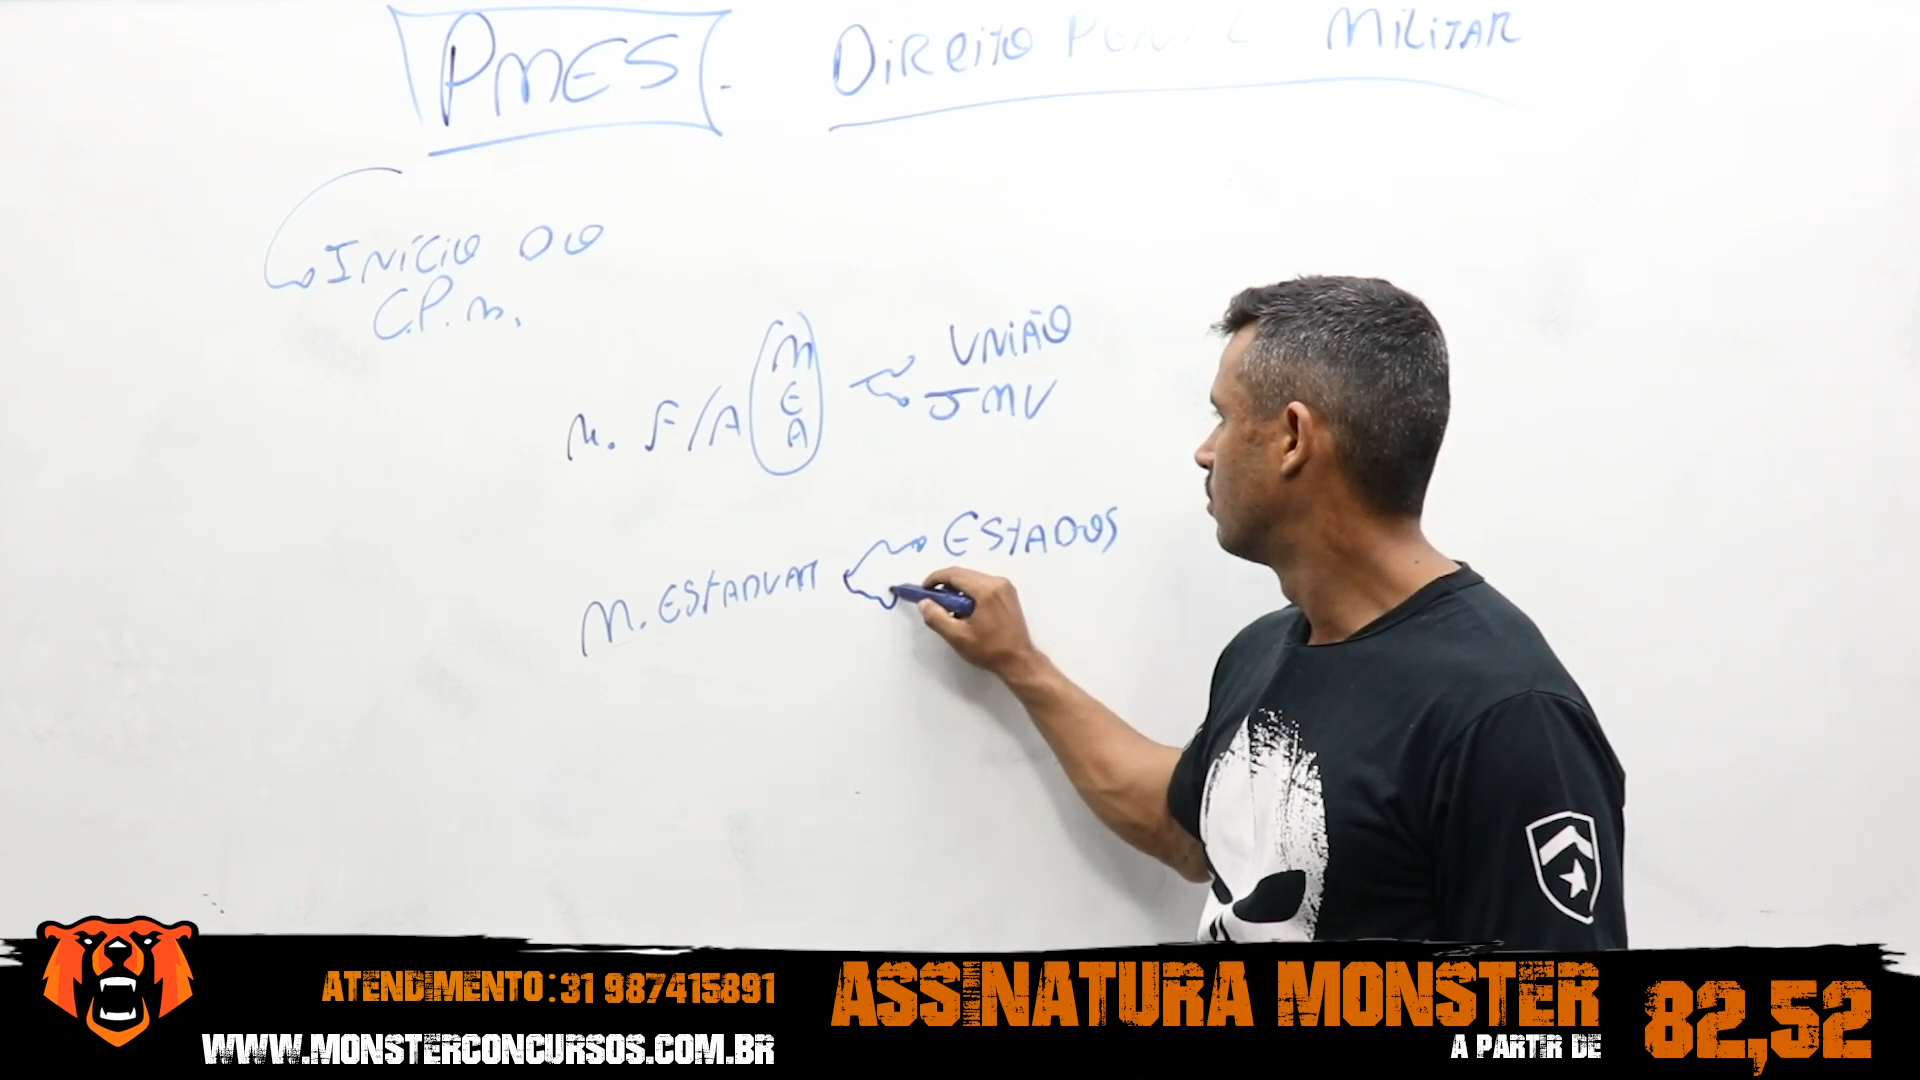 PMES. DIREITO PENAL MILITAR
INÍCIO DO
C.P.M.
M. F/A
M
E
A
UNIÃO
JMU
M. ESTADUAL
ESTADOS
ATENDIMENTO: 31 987415891
WWW.MONSTERCONCURSOS.COM.BR
ASSINATURA MONSTER
A PARTIR DE
82,52